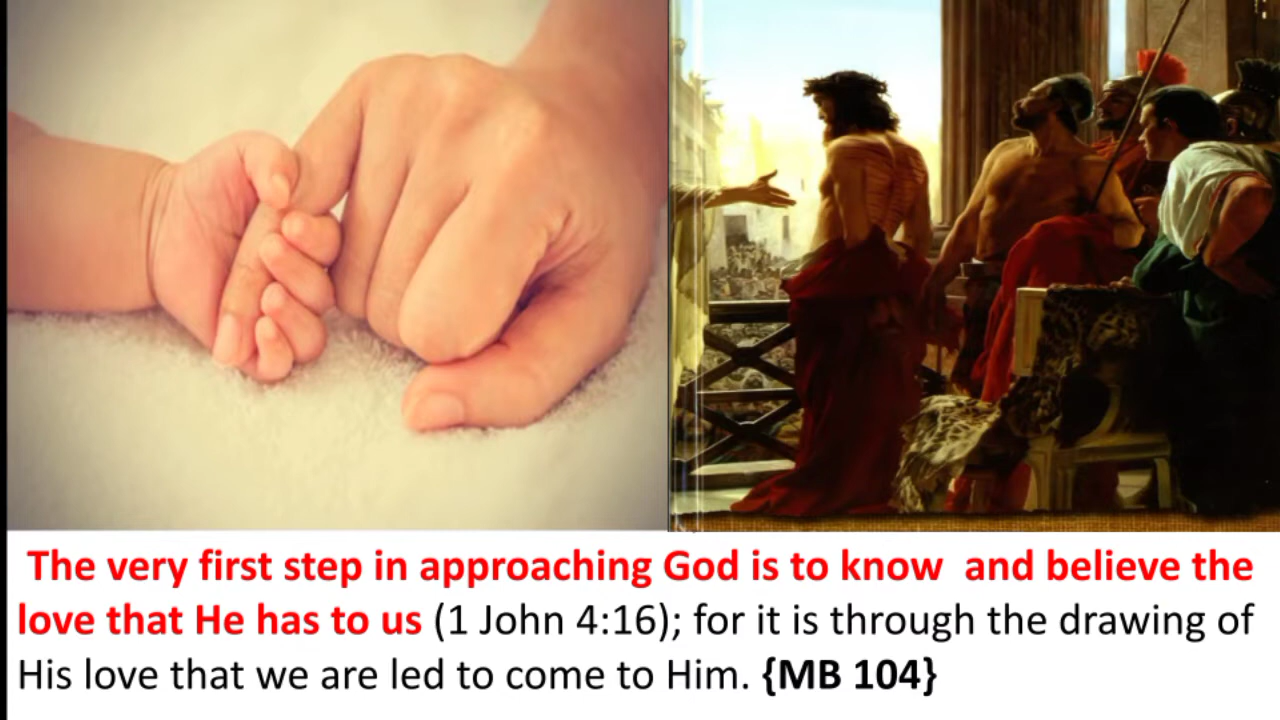 The very first step in approaching God is to know  and believe the
love that He has to us (1 John 4:16); for it is through the drawing of
His love that we are led to come to Him. {MB 104}